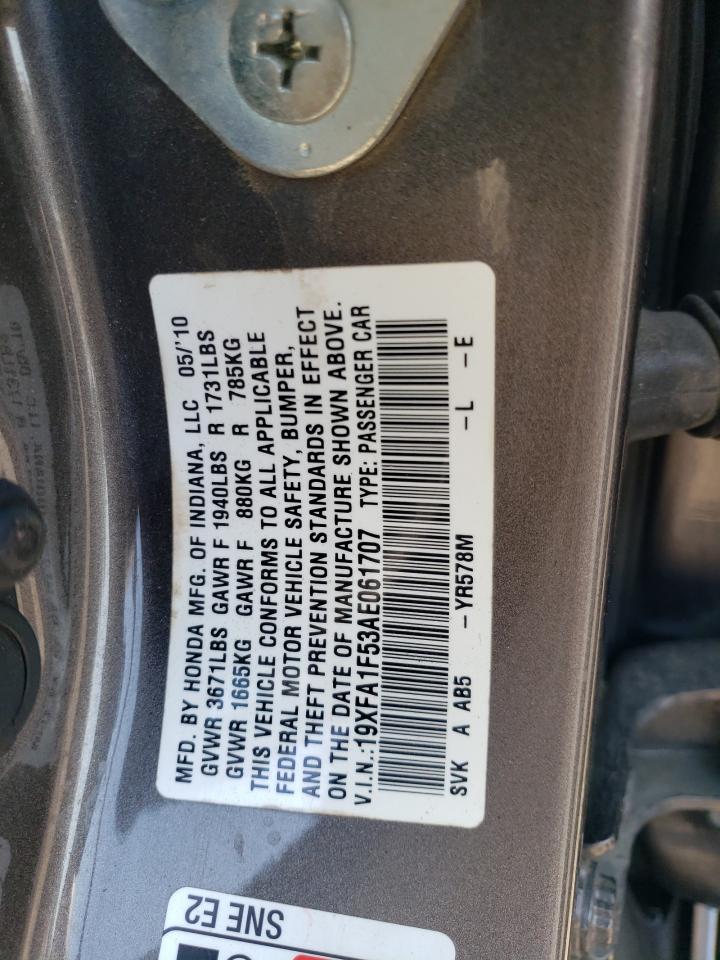 MFD. BY HONDA MFG. OF INDIANA, LLC 05/'10
GVWR 3671LBS GAWR F 1940LBS R 1731LBS
GVWR 1665KG GAWR F 880KG R 785KG
THIS VEHICLE CONFORMS TO ALL APPLICABLE
FEDERAL MOTOR VEHICLE SAFETY, BUMPER,
AND THEFT PREVENTION STANDARDS IN EFFECT
ON THE DATE OF MANUFACTURE SHOWN ABOVE.
V.I.N.:19XFA1F53AE061707 TYPE: PASSENGER CAR
SVK A AB5 -YR578M -L -E
SNE E2